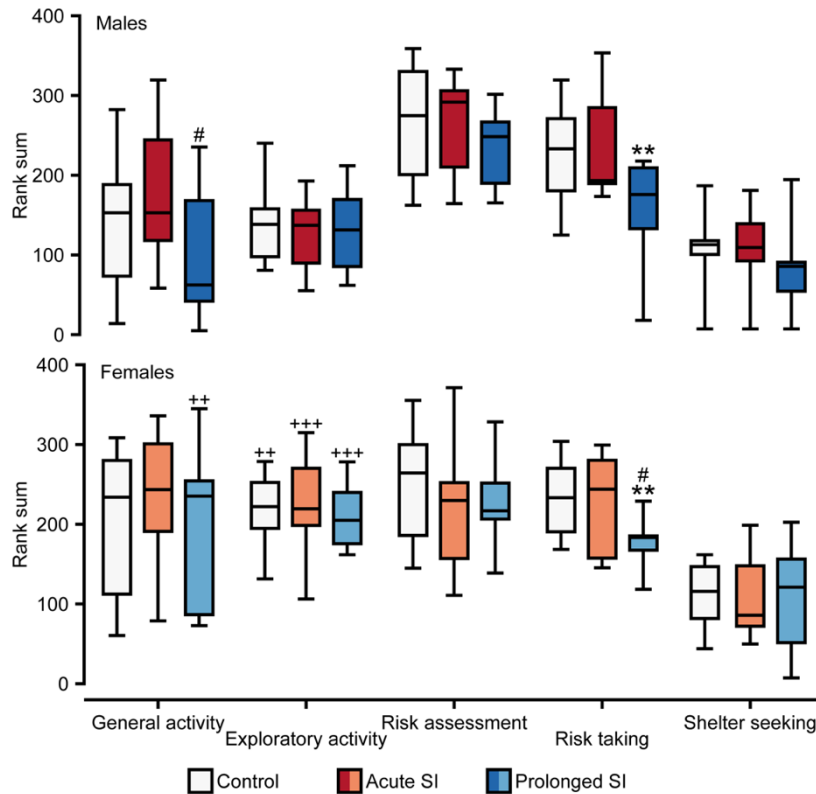 Males
Rank sum
400
300
200
100
0
#
**
Females
Rank sum
400
300
200
100
0
++
++
+++
+++
#
**
General activity
Exploratory activity
Risk assessment
Risk taking
Shelter seeking
Control
Acute SI
Prolonged SI